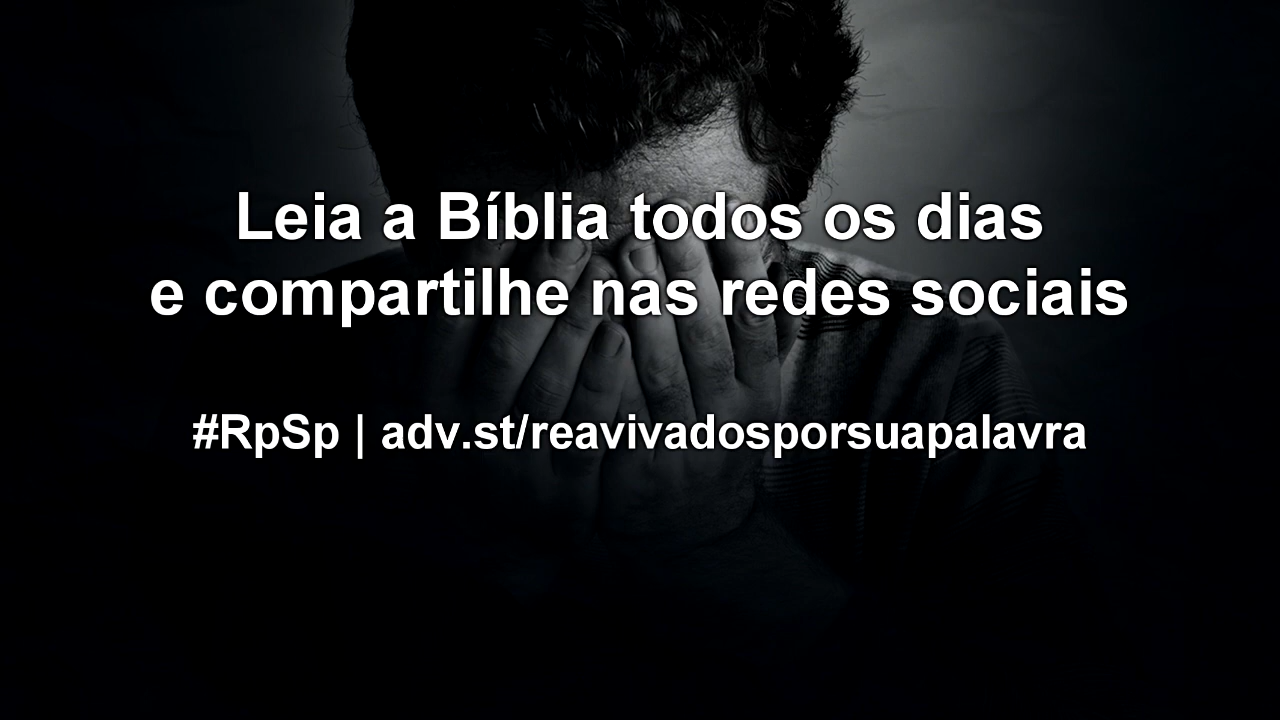 Leia a Bíblia todos os dias
e compartilhe nas redes sociais
#RpSp | adv.st/reavivadosporsuapalavra